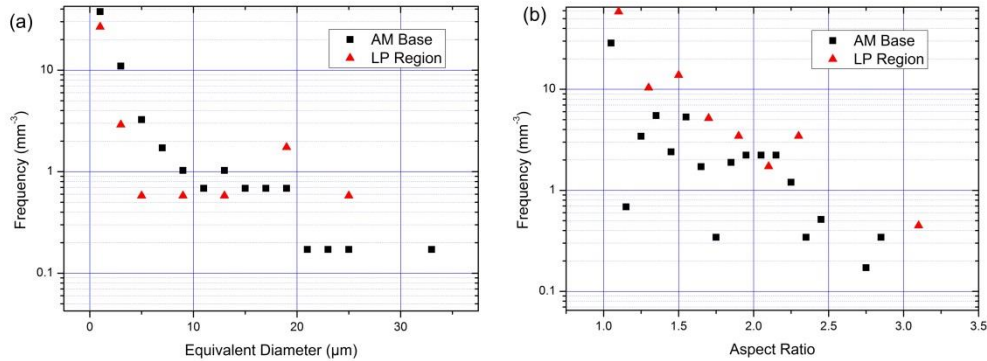 (a)
AM Base
LP Region
Frequency (mm⁻³)
10
1
0.1
0 10 20 30
Equivalent Diameter (μm)
(b)
AM Base
LP Region
Frequency (mm⁻³)
10
1
0.1
1.0 1.5 2.0 2.5 3.0 3.5
Aspect Ratio